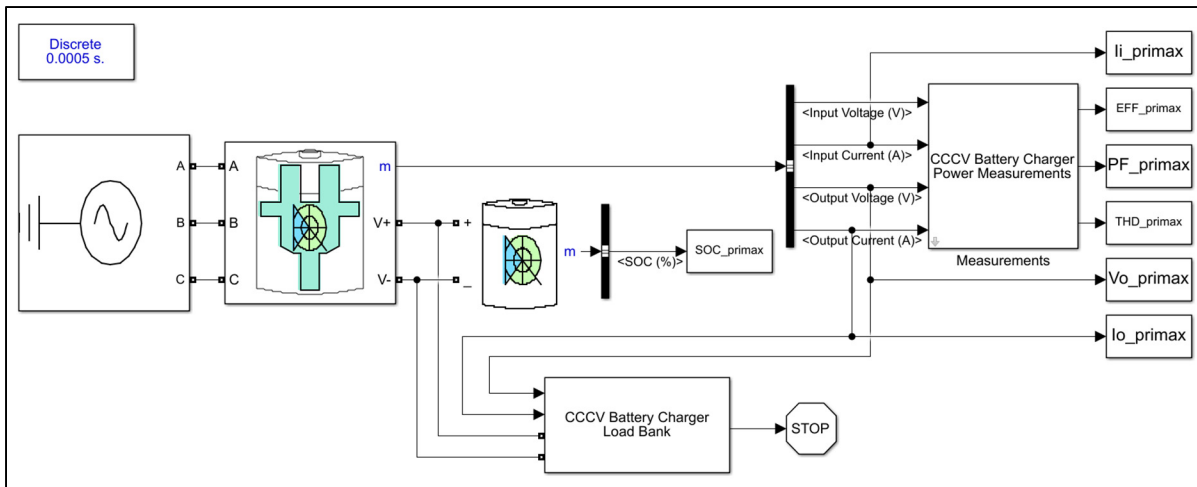 Discrete
0.0005 s.
Ii_primax
<Input Voltage (V)>
EFF_primax
A
A
m
<Input Current (A)>
CCCV Battery Charger
Power Measurements
PF_primax
B
B
V+
+
<Output Voltage (V)>
m
<SOC (%)>
SOC_primax
<Output Current (A)>
THD_primax
Measurements
C
C
V-
_
Vo_primax
Io_primax
CCCV Battery Charger
Load Bank
STOP